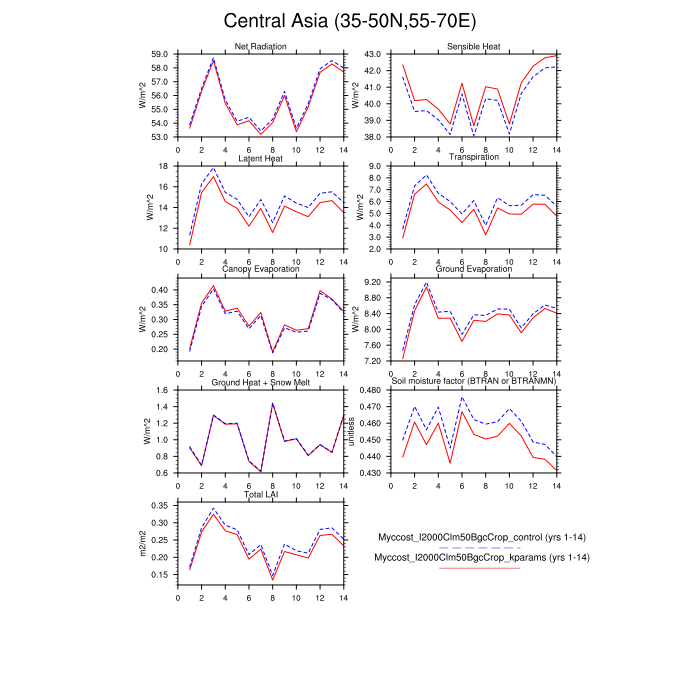 Central Asia (35-50N,55-70E)
Net Radiation
W/m^2
59.0
58.0
57.0
56.0
55.0
54.0
53.0
0 2 4 6 8 10 12 14
Sensible Heat
W/m^2
43.0
42.0
41.0
40.0
39.0
38.0
0 2 4 6 8 10 12 14
Latent Heat
W/m^2
18
16
14
12
10
0 2 4 6 8 10 12 14
Transpiration
W/m^2
9.0
8.0
7.0
6.0
5.0
4.0
3.0
2.0
0 2 4 6 8 10 12 14
Canopy Evaporation
W/m^2
0.40
0.35
0.30
0.25
0.20
0 2 4 6 8 10 12 14
Ground Evaporation
W/m^2
9.20
8.80
8.40
8.00
7.60
7.20
0 2 4 6 8 10 12 14
Ground Heat + Snow Melt
W/m^2
1.6
1.4
1.2
1.0
0.8
0.6
0 2 4 6 8 10 12 14
Soil moisture factor (BTRAN or BTRANMN)
unitless
0.480
0.470
0.460
0.450
0.440
0.430
0 2 4 6 8 10 12 14
Total LAI
m2/m2
0.35
0.30
0.25
0.20
0.15
0 2 4 6 8 10 12 14
Myccost_I2000Clm50BgcCrop_control (yrs 1-14)
Myccost_I2000Clm50BgcCrop_kparams (yrs 1-14)